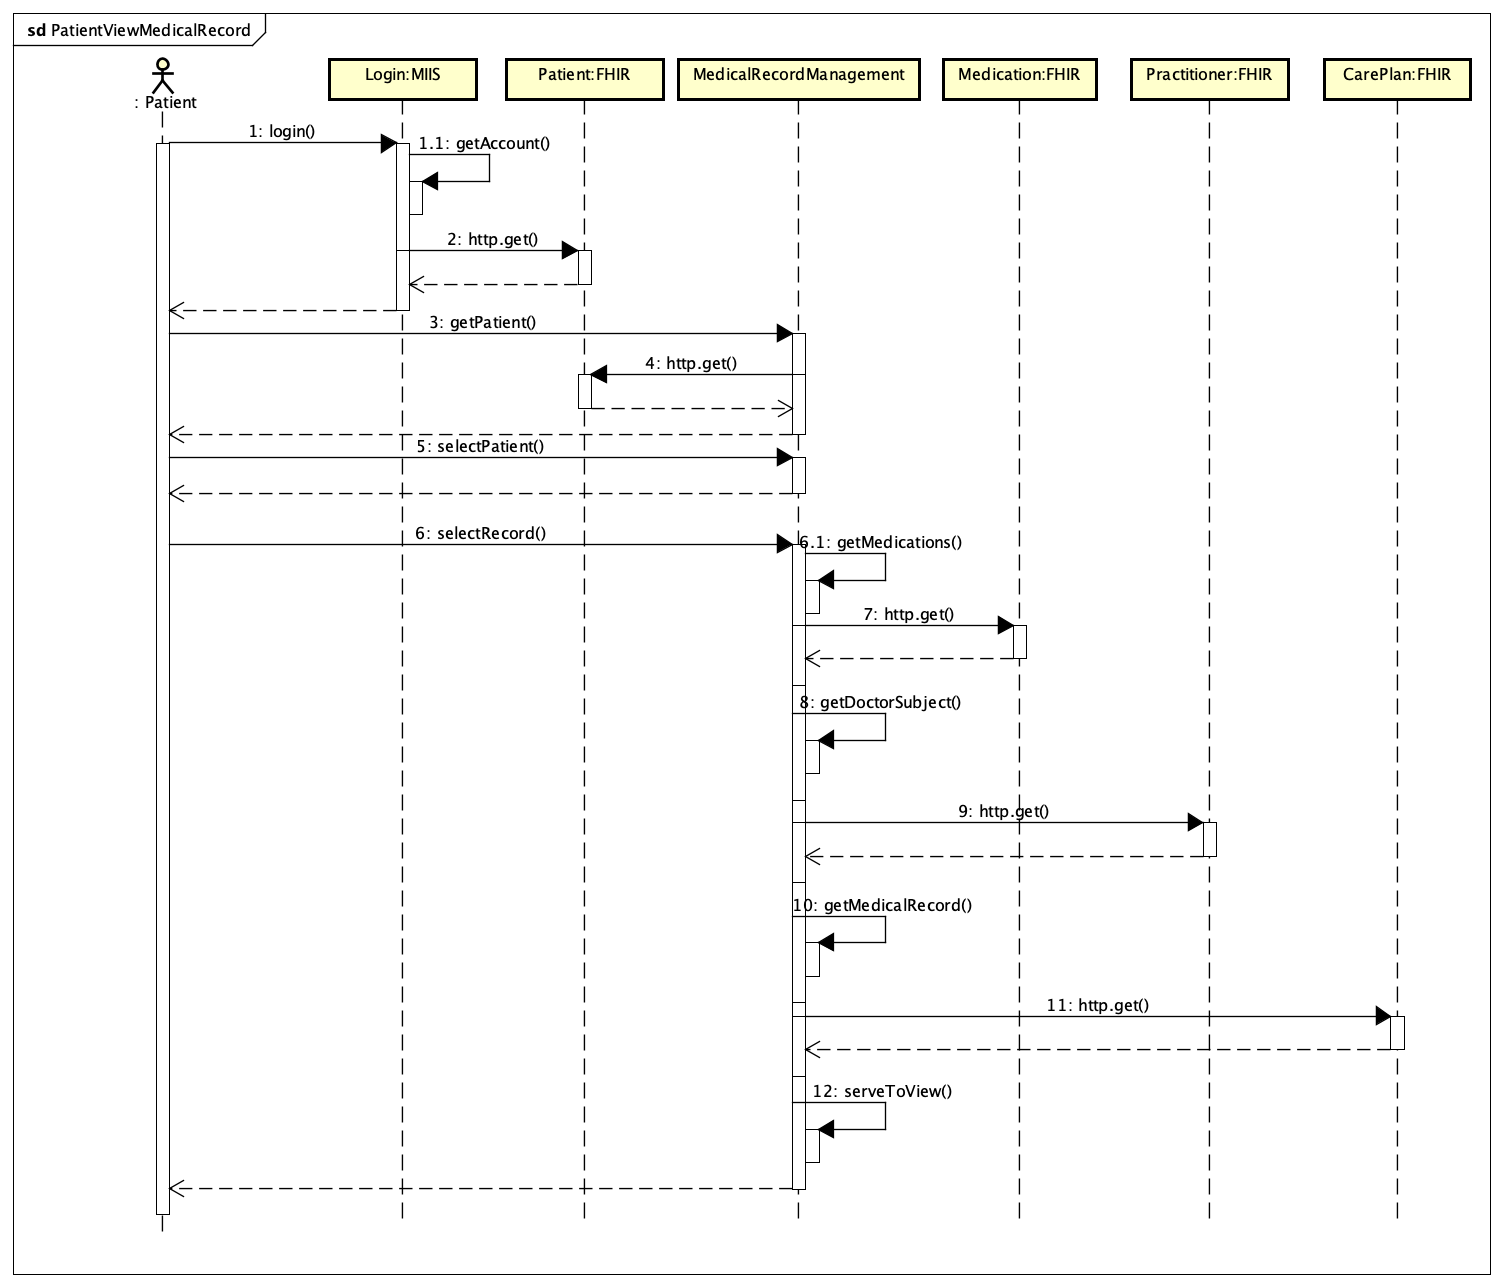 sd PatientViewMedicalRecord
: Patient
Login:MIIS
Patient:FHIR
MedicalRecordManagement
Medication:FHIR
Practitioner:FHIR
CarePlan:FHIR
1: login()
1.1: getAccount()
2: http.get()
3: getPatient()
4: http.get()
5: selectPatient()
6: selectRecord()
6.1: getMedications()
7: http.get()
8: getDoctorSubject()
9: http.get()
10: getMedicalRecord()
11: http.get()
12: serveToView()